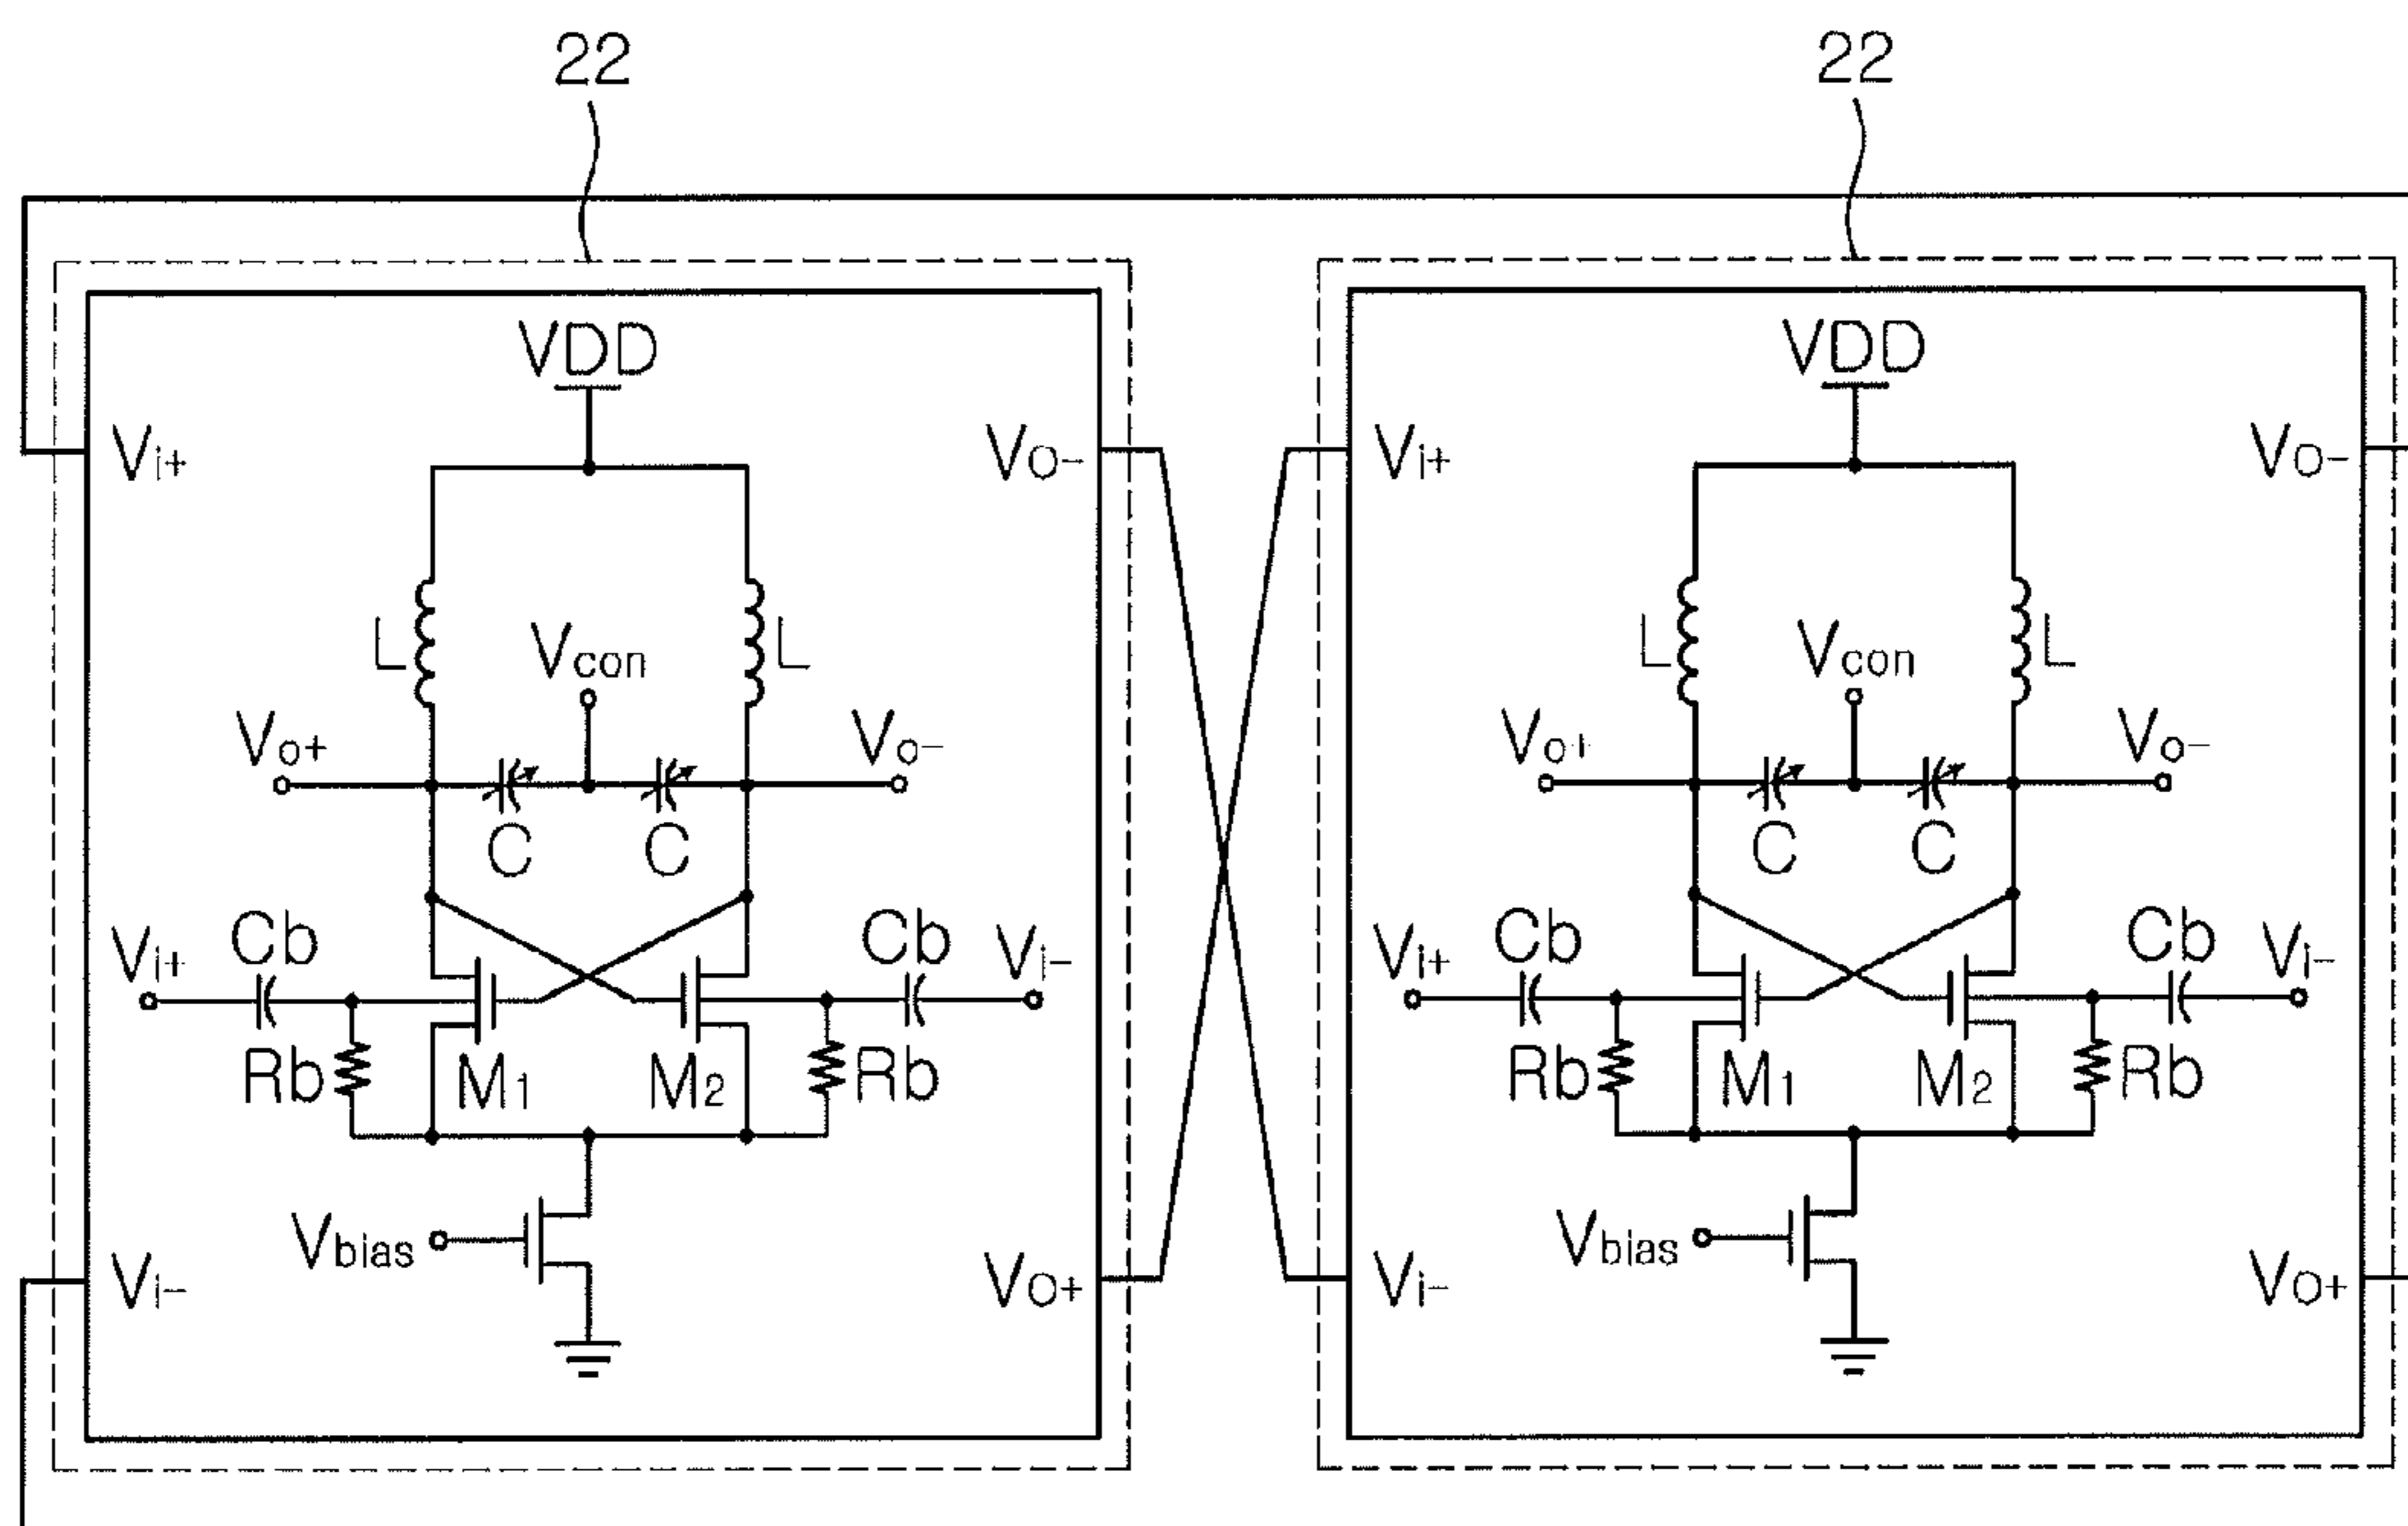 22 22
VDD VDD
Vi+ VO- Vi+ VO-
L Vcon L L Vcon L
Vo+ Vo- Vo+ Vo-
C C C C
Vi+ Cb Cb Vi- Vi+ Cb Cb Vi-
Rb M1 M2 Rb Rb M1 M2 Rb
Vbias Vbias
Vi- VO+ Vi- VO+